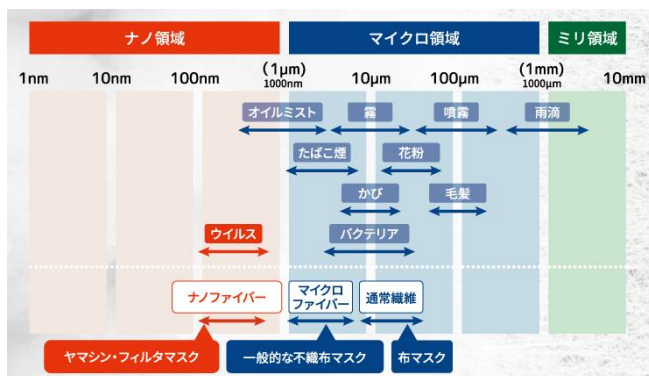 ナノ領域 マイクロ領域 ミリ領域
1nm 10nm 100nm (1μm) 10μm 100μm (1mm) 10mm
1000nm 1000μm
オイルミスト 霧 噴霧 雨滴
たばこ煙 花粉
かび 毛髪
ウイルス バクテリア
ナノファイバー マイクロ 通常繊維
ファイバー
ヤマシン・フィルタマスク 一般的な不織布マスク 布マスク